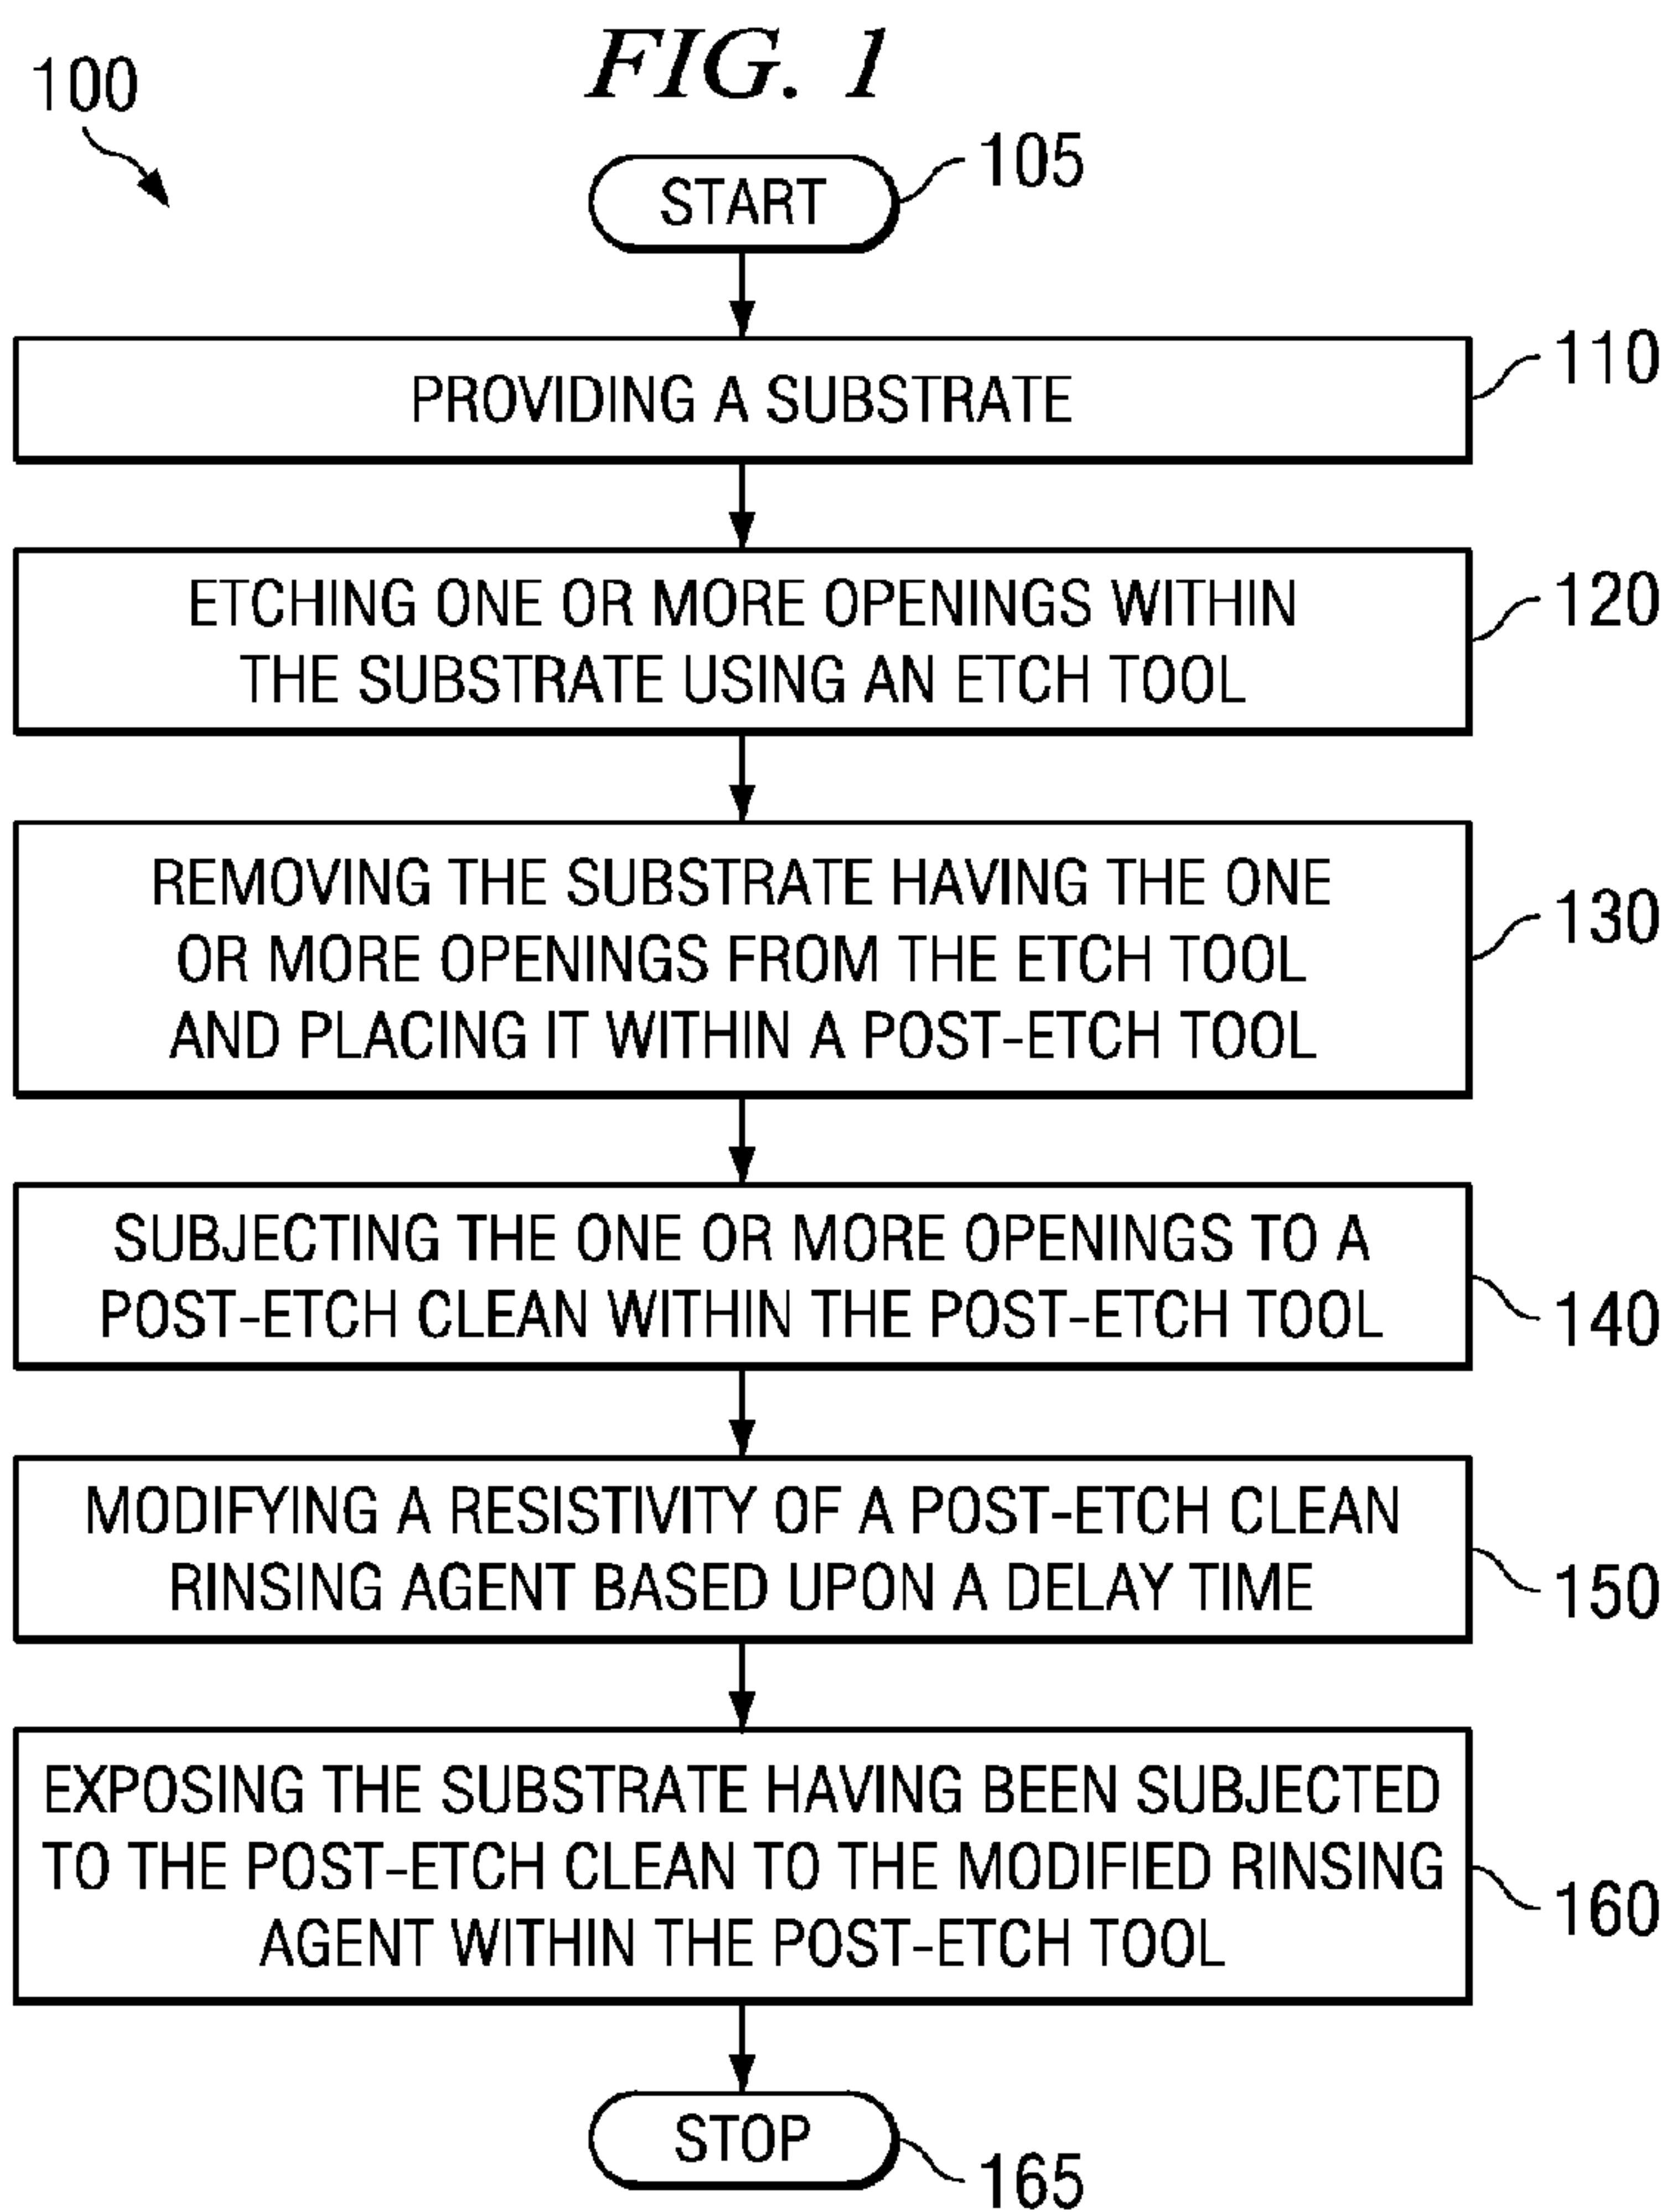 FIG. 1
100
START
105
PROVIDING A SUBSTRATE
110
ETCHING ONE OR MORE OPENINGS WITHIN
THE SUBSTRATE USING AN ETCH TOOL
120
REMOVING THE SUBSTRATE HAVING THE ONE
OR MORE OPENINGS FROM THE ETCH TOOL
AND PLACING IT WITHIN A POST-ETCH TOOL
130
SUBJECTING THE ONE OR MORE OPENINGS TO A
POST-ETCH CLEAN WITHIN THE POST-ETCH TOOL
140
MODIFYING A RESISTIVITY OF A POST-ETCH CLEAN
RINSING AGENT BASED UPON A DELAY TIME
150
EXPOSING THE SUBSTRATE HAVING BEEN SUBJECTED
TO THE POST-ETCH CLEAN TO THE MODIFIED RINSING
AGENT WITHIN THE POST-ETCH TOOL
160
STOP
165